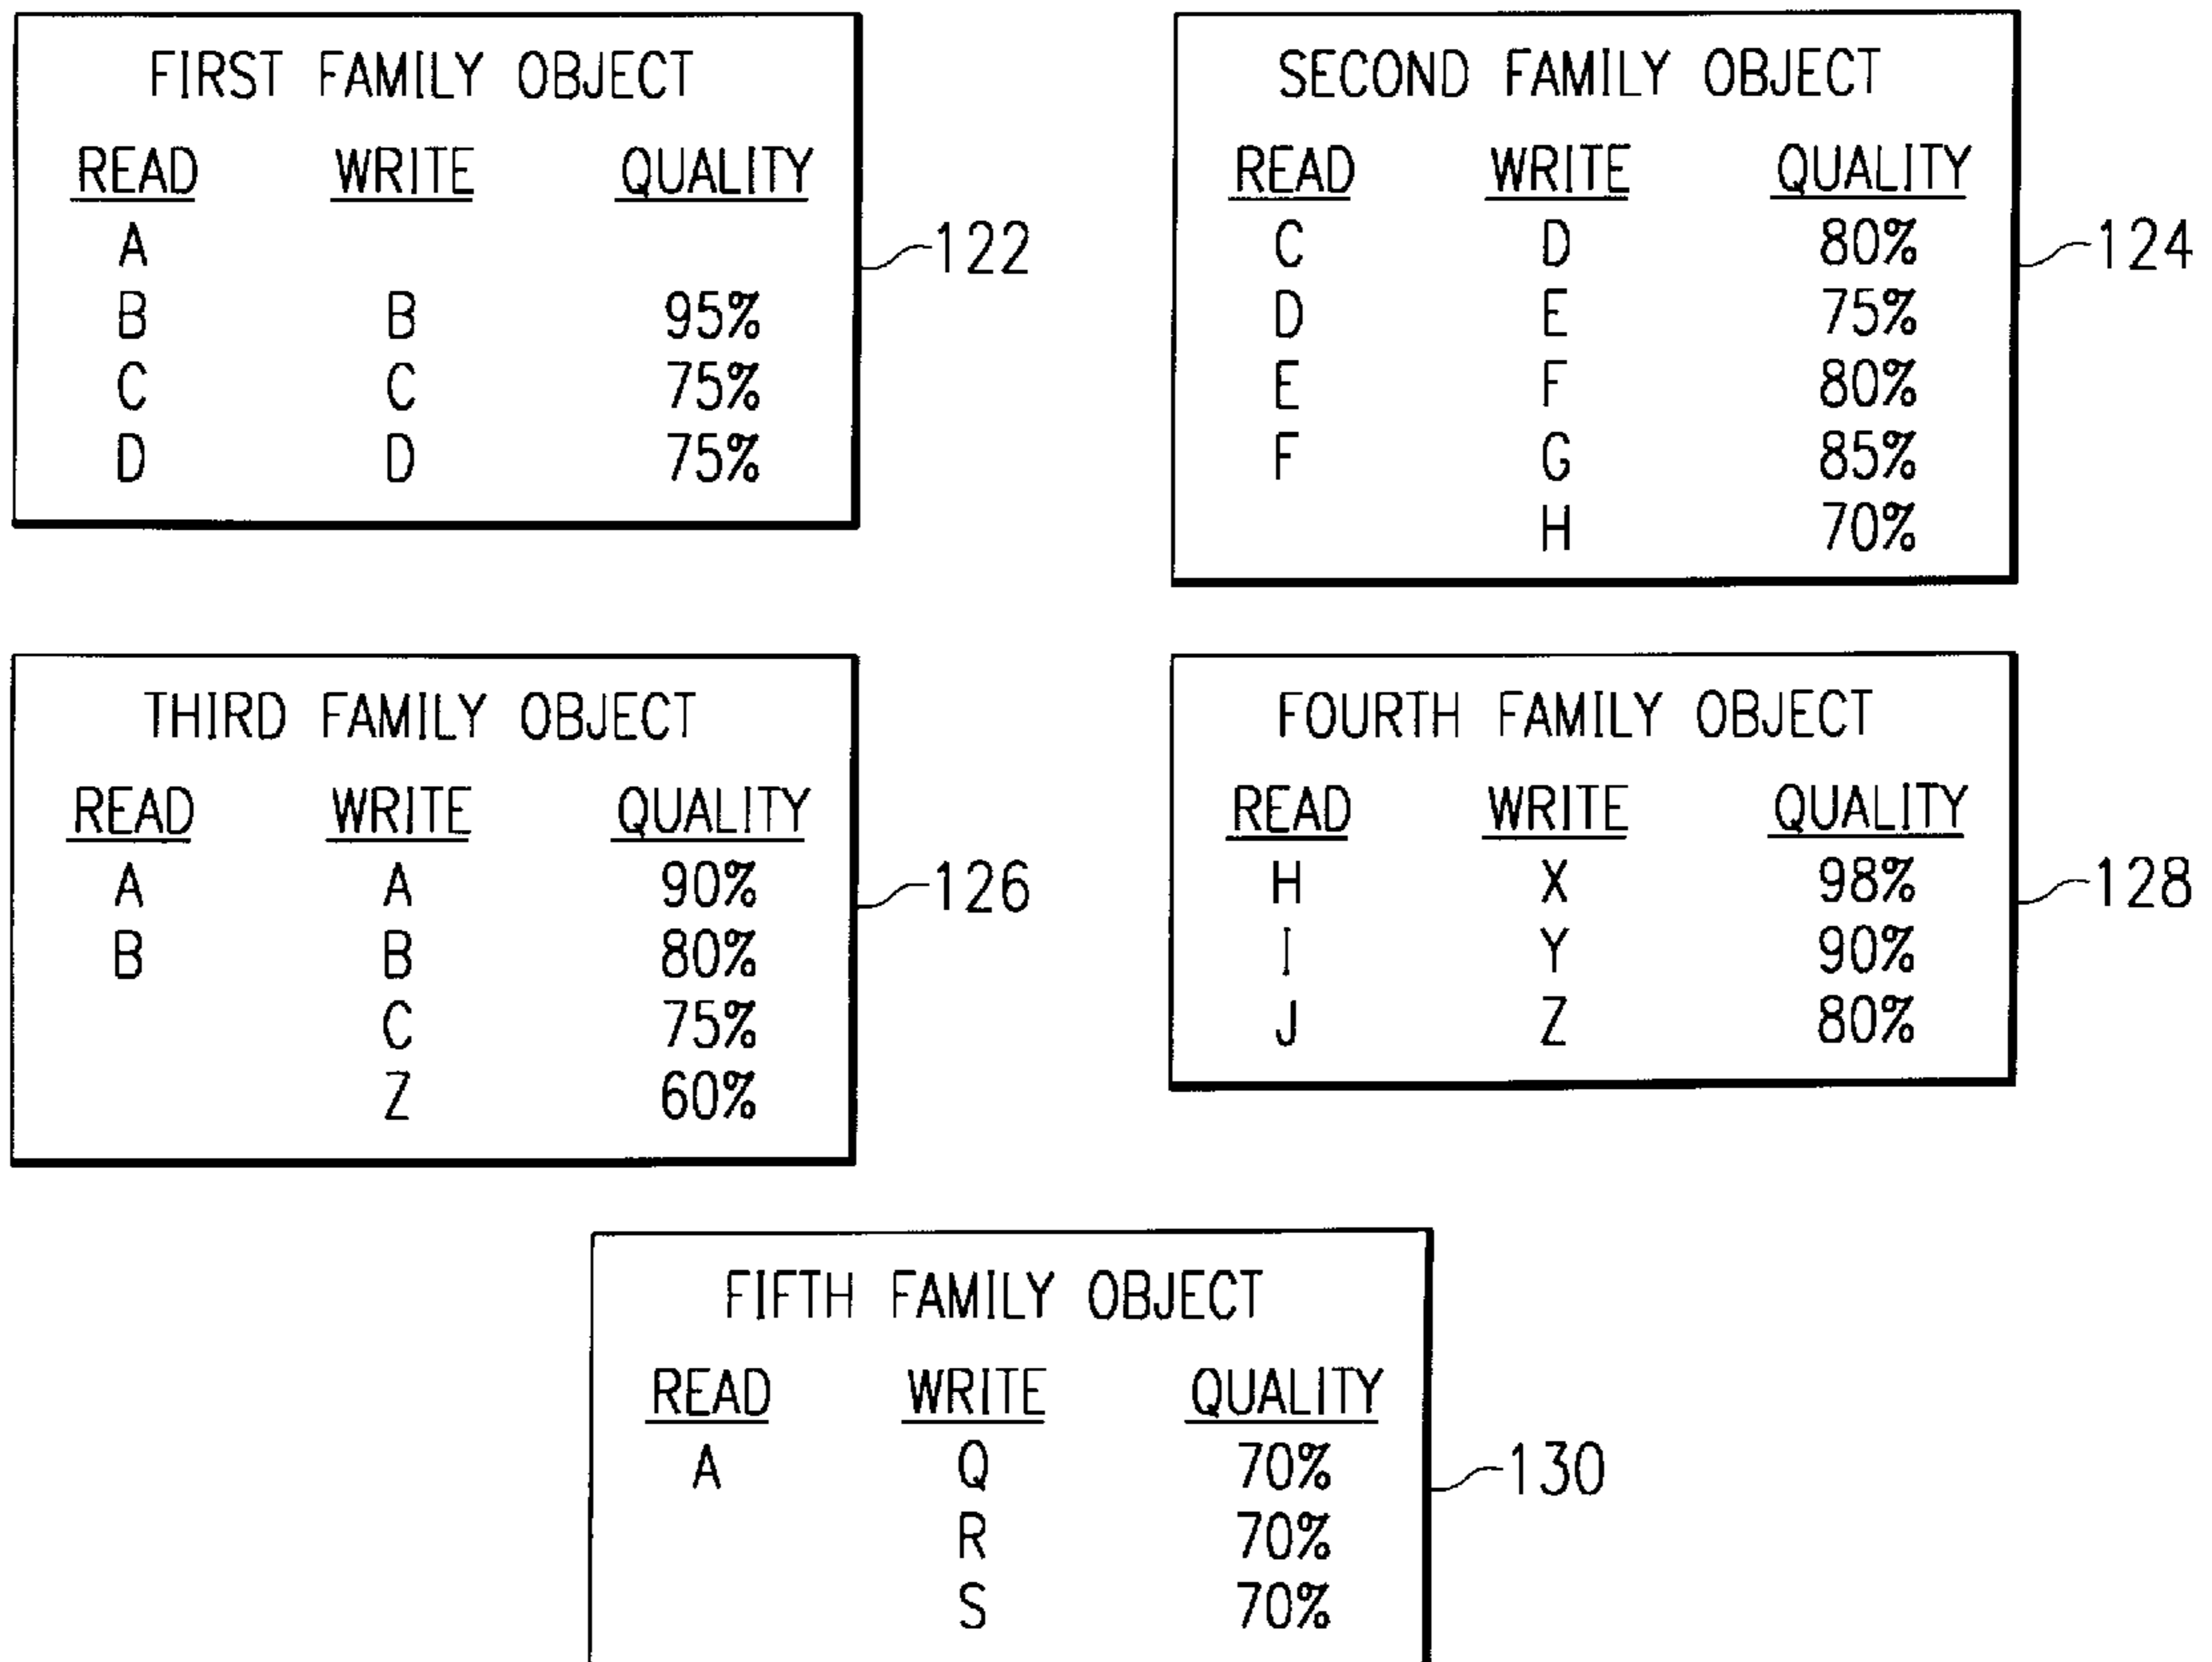 FIRST FAMILY OBJECT
READ WRITE QUALITY
A
B B 95%
C C 75%
D D 75%
122
SECOND FAMILY OBJECT
READ WRITE QUALITY
C D 80%
D E 75%
E F 80%
F G 85%
H 70%
124
THIRD FAMILY OBJECT
READ WRITE QUALITY
A A 90%
B B 80%
C 75%
Z 60%
126
FOURTH FAMILY OBJECT
READ WRITE QUALITY
H X 98%
I Y 90%
J Z 80%
128
FIFTH FAMILY OBJECT
READ WRITE QUALITY
A Q 70%
R 70%
S 70%
130